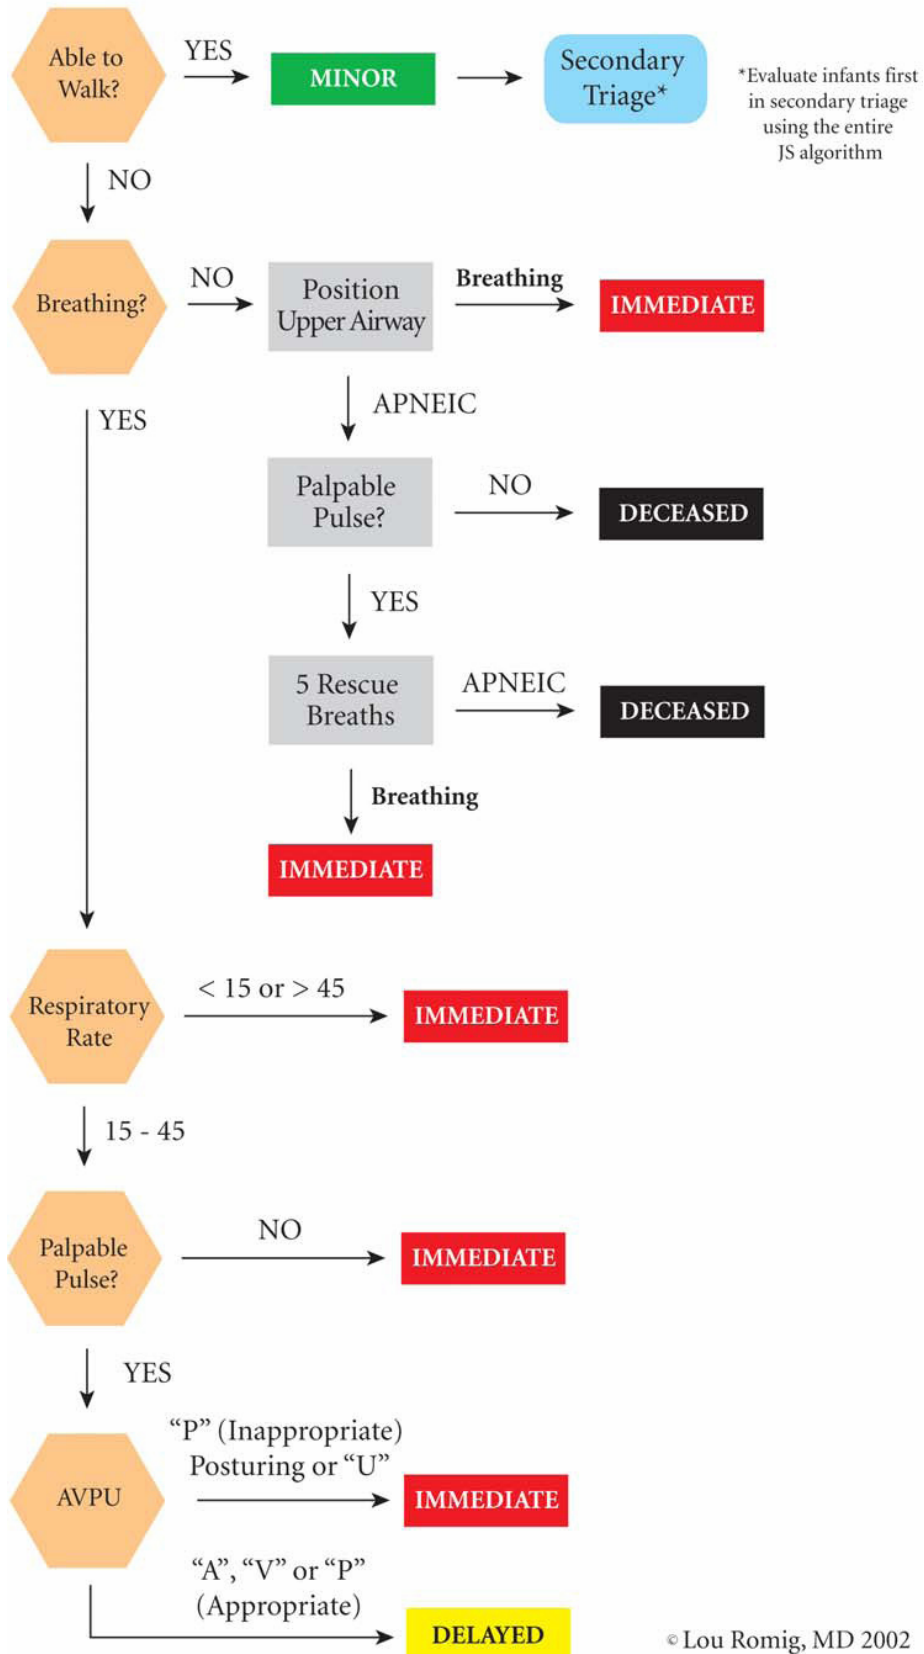 Able to
Walk?
YES
MINOR
Secondary
Triage*
*Evaluate infants first
in secondary triage
using the entire
JS algorithm
NO
Breathing?
NO
Position
Upper Airway
Breathing
IMMEDIATE
YES
APNEIC
Palpable
Pulse?
NO
DECEASED
YES
5 Rescue
Breaths
APNEIC
DECEASED
Breathing
IMMEDIATE
Respiratory
Rate
< 15 or > 45
IMMEDIATE
15 - 45
Palpable
Pulse?
NO
IMMEDIATE
YES
AVPU
“P” (Inappropriate)
Posturing or “U”
IMMEDIATE
“A”, “V” or “P”
(Appropriate)
DELAYED
© Lou Romig, MD 2002